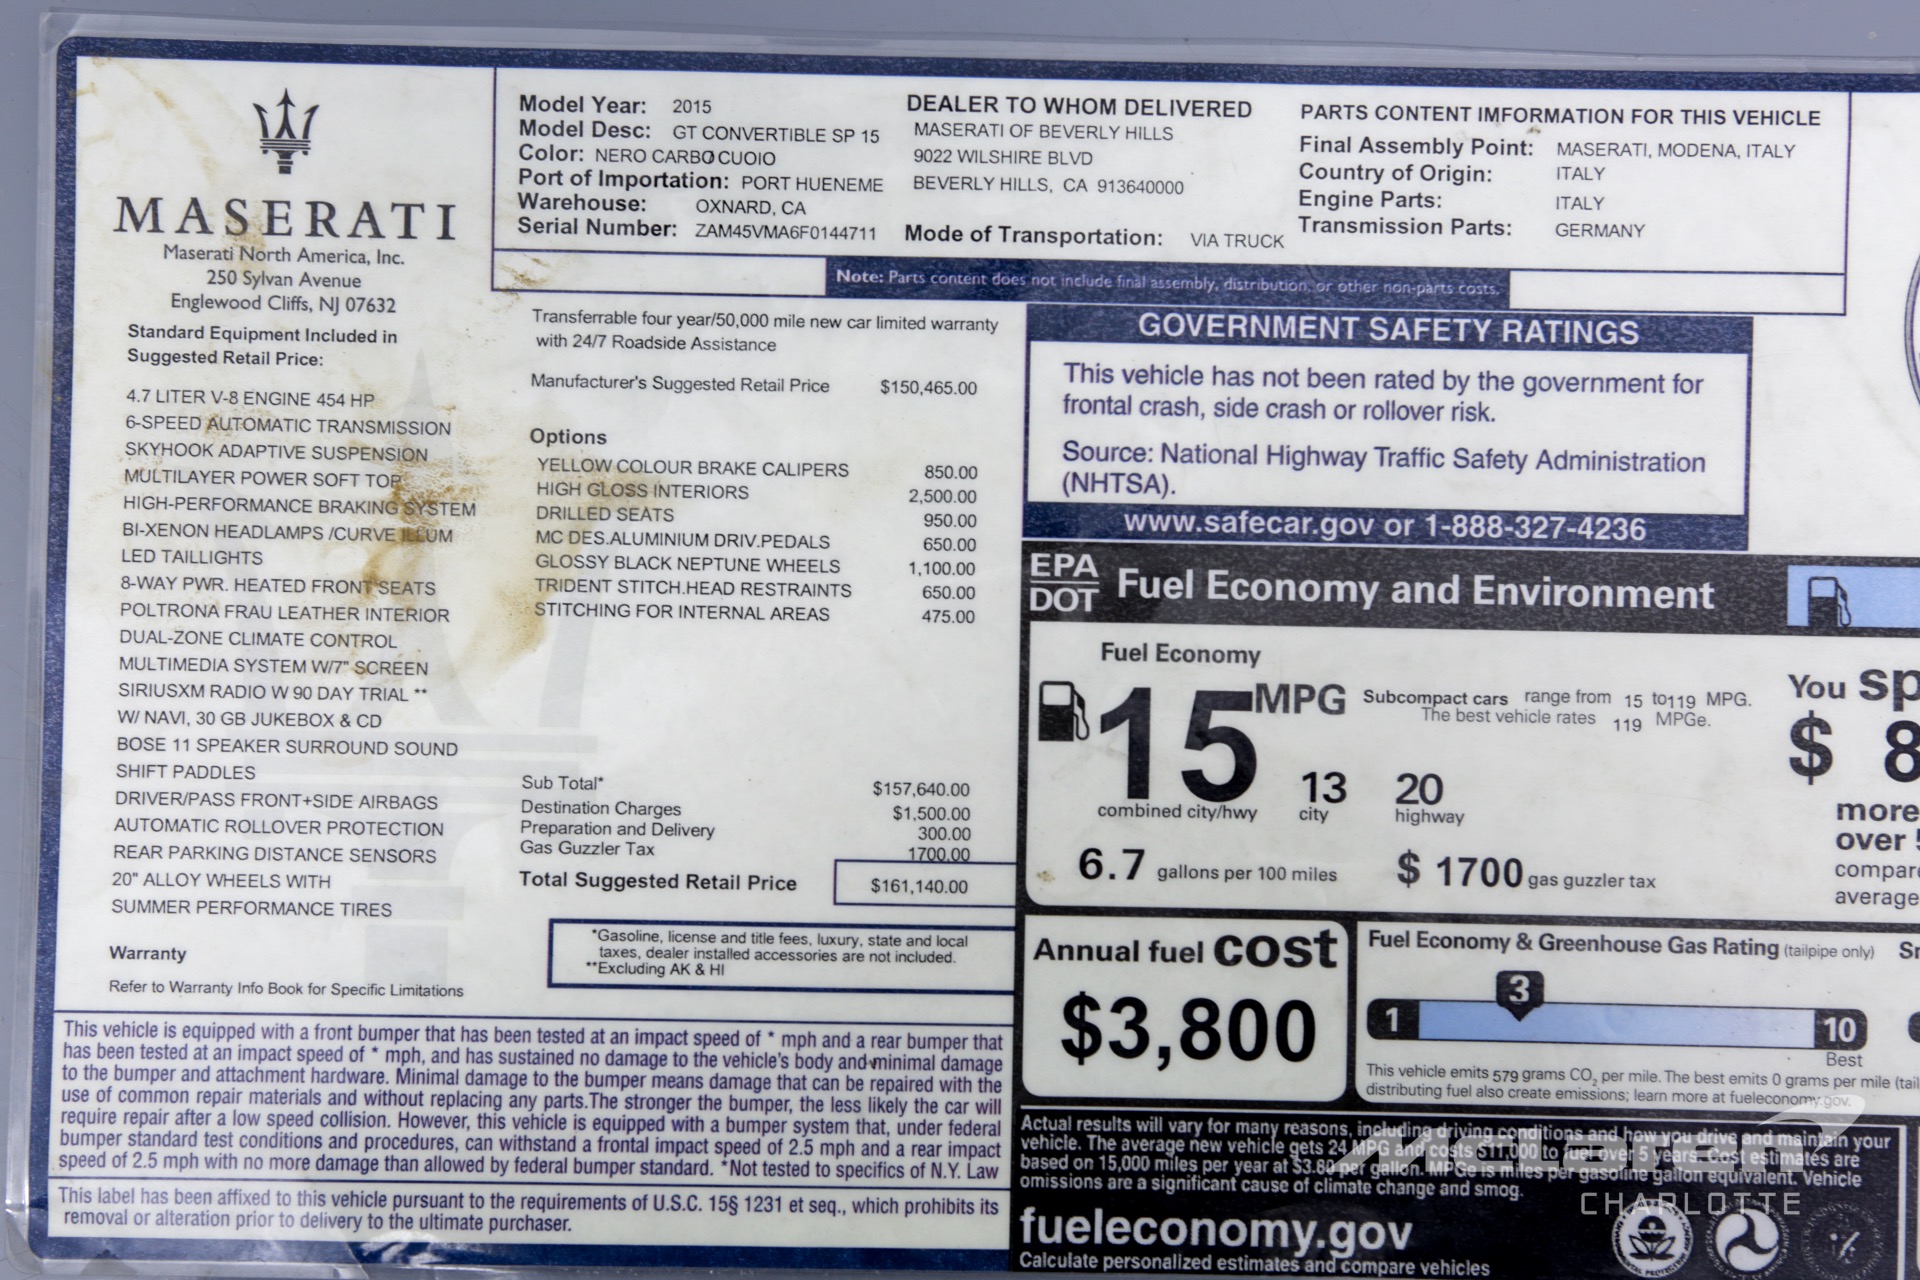 MASERATI
Maserati North America, Inc.
250 Sylvan Avenue
Englewood Cliffs, NJ 07632
Standard Equipment Included in
Suggested Retail Price:
4.7 LITER V-8 ENGINE 454 HP
6-SPEED AUTOMATIC TRANSMISSION
SKYHOOK ADAPTIVE SUSPENSION
MULTILAYER POWER SOFT TOP
HIGH-PERFORMANCE BRAKING SYSTEM
BI-XENON HEADLAMPS /CURVE ILLUM
LED TAILLIGHTS
8-WAY PWR. HEATED FRONT SEATS
POLTRONA FRAU LEATHER INTERIOR
DUAL-ZONE CLIMATE CONTROL
MULTIMEDIA SYSTEM W/7" SCREEN
SIRIUSXM RADIO W 90 DAY TRIAL **
W/ NAVI, 30 GB JUKEBOX & CD
BOSE 11 SPEAKER SURROUND SOUND
SHIFT PADDLES
DRIVER/PASS FRONT+SIDE AIRBAGS
AUTOMATIC ROLLOVER PROTECTION
REAR PARKING DISTANCE SENSORS
20" ALLOY WHEELS WITH
SUMMER PERFORMANCE TIRES
Warranty
Refer to Warranty Info Book for Specific Limitations
Model Year: 2015
Model Desc: GT CONVERTIBLE SP 15
Color: NERO CARBO CUOIO
Port of Importation: PORT HUENEME
Warehouse: OXNARD, CA
Serial Number: ZAM45VMA6F0144711
DEALER TO WHOM DELIVERED
MASERATI OF BEVERLY HILLS
9022 WILSHIRE BLVD
BEVERLY HILLS, CA 913640000
Mode of Transportation: VIA TRUCK
PARTS CONTENT IMFORMATION FOR THIS VEHICLE
Final Assembly Point: MASERATI, MODENA, ITALY
Country of Origin: ITALY
Engine Parts: ITALY
Transmission Parts: GERMANY
Note: Parts content does not include final assembly, distribution, or other non-parts costs.
Transferrable four year/50,000 mile new car limited warranty
with 24/7 Roadside Assistance
Manufacturer's Suggested Retail Price $150,465.00
Options
YELLOW COLOUR BRAKE CALIPERS 850.00
HIGH GLOSS INTERIORS 2,500.00
DRILLED SEATS 950.00
MC DES.ALUMINIUM DRIV.PEDALS 650.00
GLOSSY BLACK NEPTUNE WHEELS 1,100.00
TRIDENT STITCH.HEAD RESTRAINTS 650.00
STITCHING FOR INTERNAL AREAS 475.00
Sub Total* $157,640.00
Destination Charges $1,500.00
Preparation and Delivery 300.00
Gas Guzzler Tax 1700.00
Total Suggested Retail Price $161,140.00
*Gasoline, license and title fees, luxury, state and local
taxes, dealer installed accessories are not included.
**Excluding AK & HI
This vehicle is equipped with a front bumper that has been tested at an impact speed of * mph and a rear bumper that
has been tested at an impact speed of * mph, and has sustained no damage to the vehicle's body and minimal damage
to the bumper and attachment hardware. Minimal damage to the bumper means damage that can be repaired with the
use of common repair materials and without replacing any parts.The stronger the bumper, the less likely the car will
require repair after a low speed collision. However, this vehicle is equipped with a bumper system that, under federal
bumper standard test conditions and procedures, can withstand a frontal impact speed of 2.5 mph and a rear impact
speed of 2.5 mph with no more damage than allowed by federal bumper standard. *Not tested to specifics of N.Y. Law
This label has been affixed to this vehicle pursuant to the requirements of U.S.C. 15§ 1231 et seq., which prohibits its
removal or alteration prior to delivery to the ultimate purchaser.
GOVERNMENT SAFETY RATINGS
This vehicle has not been rated by the government for
frontal crash, side crash or rollover risk.
Source: National Highway Traffic Safety Administration
(NHTSA).
www.safecar.gov or 1-888-327-4236
EPA
DOT Fuel Economy and Environment
Fuel Economy
15 MPG
combined city/hwy
13
city
20
highway
Subcompact cars range from 15 to 119 MPG.
The best vehicle rates 119 MPGe.
6.7 gallons per 100 miles
$ 1700 gas guzzler tax
You sp
$ 8
more
over 5
compare
average
Annual fuel cost
$3,800
Fuel Economy & Greenhouse Gas Rating (tailpipe only)
3
1
10
Best
This vehicle emits 579 grams CO2 per mile. The best emits 0 grams per mile (tail
distributing fuel also create emissions; learn more at fueleconomy.gov.
Actual results will vary for many reasons, including driving conditions and how you drive and maintain your
vehicle. The average new vehicle gets 24 MPG and costs $11,000 to fuel over 5 years. Cost estimates are
based on 15,000 miles per year at $3.80 per gallon. MPGe is miles per gasoline gallon equivalent. Vehicle
omissions are a significant cause of climate change and smog.
fueleconomy.gov
Calculate personalized estimates and compare vehicles
CHARLOTTE